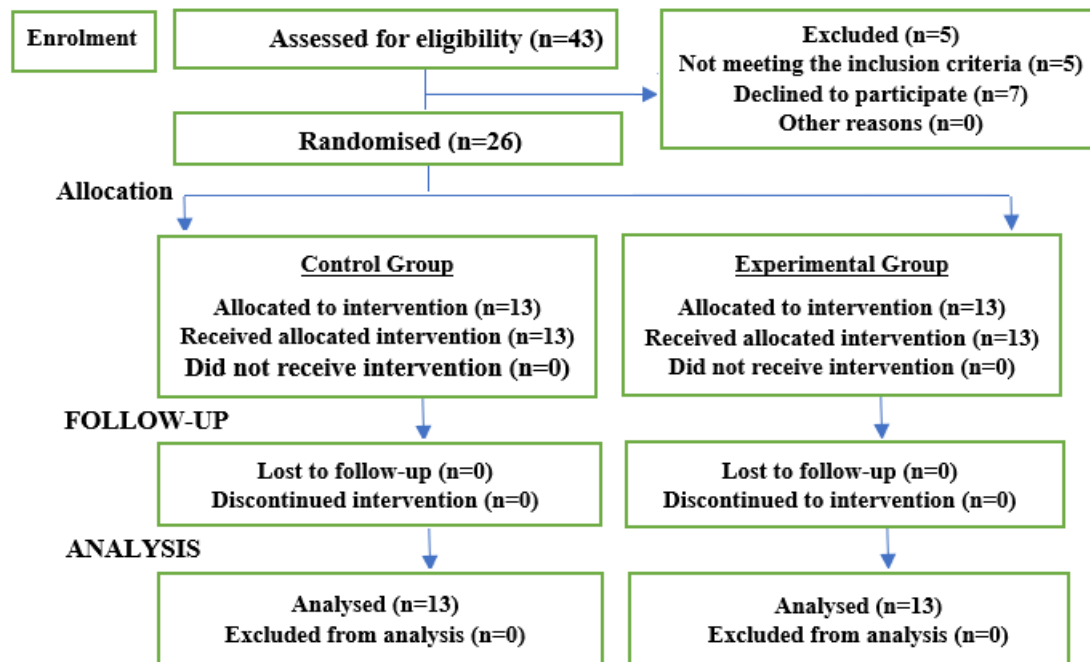 Enrolment
Assessed for eligibility (n=43)
Excluded (n=5)
Not meeting the inclusion criteria (n=5)
Declined to participate (n=7)
Other reasons (n=0)
Randomised (n=26)
Allocation
Control Group
Allocated to intervention (n=13)
Received allocated intervention (n=13)
Did not receive intervention (n=0)
Experimental Group
Allocated to intervention (n=13)
Received allocated intervention (n=13)
Did not receive intervention (n=0)
FOLLOW-UP
Lost to follow-up (n=0)
Discontinued intervention (n=0)
Lost to follow-up (n=0)
Discontinued to intervention (n=0)
ANALYSIS
Analysed (n=13)
Excluded from analysis (n=0)
Analysed (n=13)
Excluded from analysis (n=0)